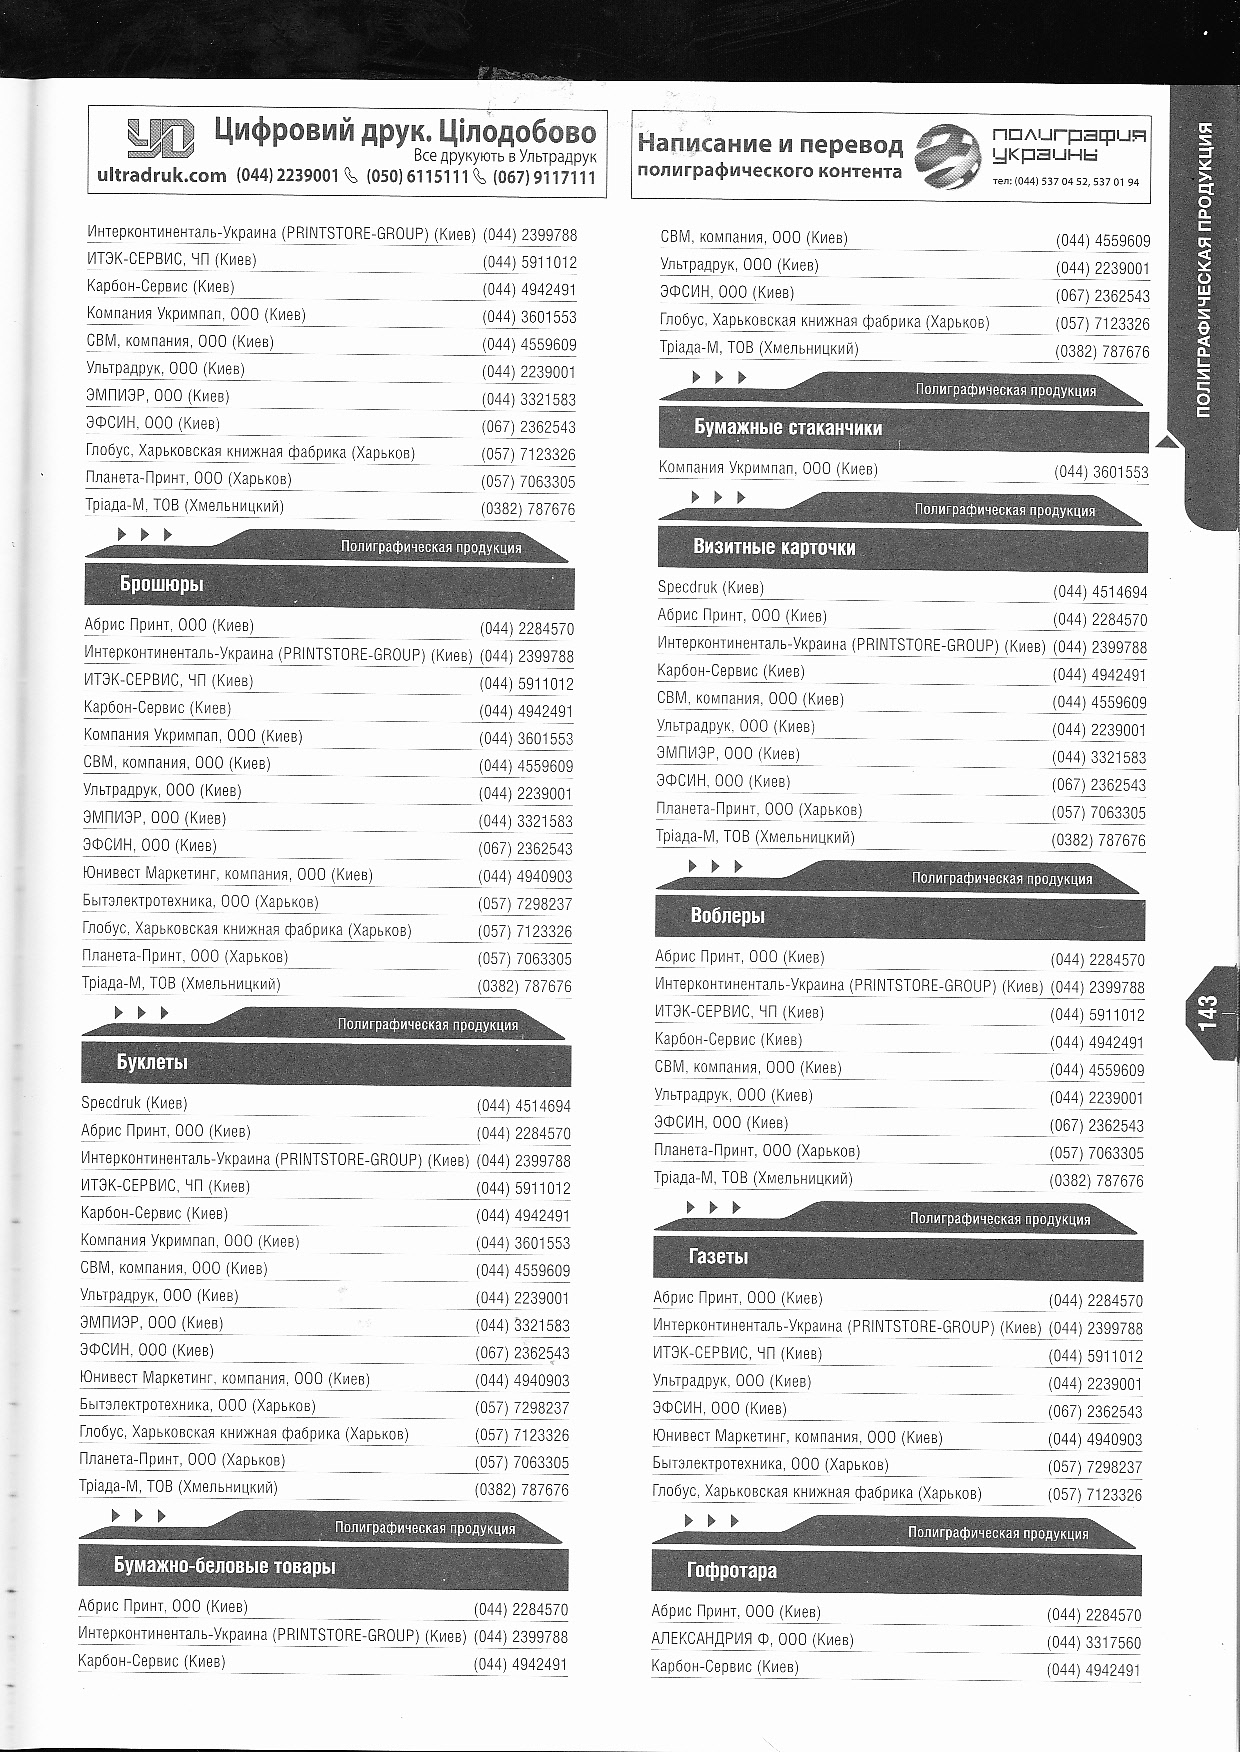 УП
Цифровий друк. Цілодобово
Все друкують в Ультрадрук
ultradruk.com (044) 2239001 (050) 6115111 (067) 9117111
Написание и перевод
полиграфического контента
полиграфия
украины
тел: (044) 537 04 52, 537 01 94
ПОЛИГРАФИЧЕСКАЯ ПРОДУКЦИЯ
Интерконтиненталь-Украина (PRINTSTORE-GROUP) (Киев) (044) 2399788
ИТЭК-СЕРВИС, ЧП (Киев) (044) 5911012
Карбон-Сервис (Киев) (044) 4942491
Компания Укримпап, ООО (Киев) (044) 3601553
СВМ, компания, ООО (Киев) (044) 4559609
Ультрадрук, ООО (Киев) (044) 2239001
ЭМПИЭР, ООО (Киев) (044) 3321583
ЭФСИН, ООО (Киев) (067) 2362543
Глобус, Харьковская книжная фабрика (Харьков) (057) 7123326
Планета-Принт, ООО (Харьков) (057) 7063305
Тріада-М, ТОВ (Хмельницкий) (0382) 787676
Полиграфическая продукция
Брошюры
Абрис Принт, ООО (Киев) (044) 2284570
Интерконтиненталь-Украина (PRINTSTORE-GROUP) (Киев) (044) 2399788
ИТЭК-СЕРВИС, ЧП (Киев) (044) 5911012
Карбон-Сервис (Киев) (044) 4942491
Компания Укримпап, ООО (Киев) (044) 3601553
СВМ, компания, ООО (Киев) (044) 4559609
Ультрадрук, ООО (Киев) (044) 2239001
ЭМПИЭР, ООО (Киев) (044) 3321583
ЭФСИН, ООО (Киев) (067) 2362543
Юнивест Маркетинг, компания, ООО (Киев) (044) 4940903
Бытэлектротехника, ООО (Харьков) (057) 7298237
Глобус, Харьковская книжная фабрика (Харьков) (057) 7123326
Планета-Принт, ООО (Харьков) (057) 7063305
Тріада-М, ТОВ (Хмельницкий) (0382) 787676
Полиграфическая продукция
Буклеты
Specdruk (Киев) (044) 4514694
Абрис Принт, ООО (Киев) (044) 2284570
Интерконтиненталь-Украина (PRINTSTORE-GROUP) (Киев) (044) 2399788
ИТЭК-СЕРВИС, ЧП (Киев) (044) 5911012
Карбон-Сервис (Киев) (044) 4942491
Компания Укримпап, ООО (Киев) (044) 3601553
СВМ, компания, ООО (Киев) (044) 4559609
Ультрадрук, ООО (Киев) (044) 2239001
ЭМПИЭР, ООО (Киев) (044) 3321583
ЭФСИН, ООО (Киев) (067) 2362543
Юнивест Маркетинг, компания, ООО (Киев) (044) 4940903
Бытэлектротехника, ООО (Харьков) (057) 7298237
Глобус, Харьковская книжная фабрика (Харьков) (057) 7123326
Планета-Принт, ООО (Харьков) (057) 7063305
Тріада-М, ТОВ (Хмельницкий) (0382) 787676
Полиграфическая продукция
Бумажно-беловые товары
Абрис Принт, ООО (Киев) (044) 2284570
Интерконтиненталь-Украина (PRINTSTORE-GROUP) (Киев) (044) 2399788
Карбон-Сервис (Киев) (044) 4942491
СВМ, компания, ООО (Киев) (044) 4559609
Ультрадрук, ООО (Киев) (044) 2239001
ЭФСИН, ООО (Киев) (067) 2362543
Глобус, Харьковская книжная фабрика (Харьков) (057) 7123326
Тріада-М, ТОВ (Хмельницкий) (0382) 787676
Полиграфическая продукция
Бумажные стаканчики
Компания Укримпап, ООО (Киев) (044) 3601553
Полиграфическая продукция
Визитные карточки
Specdruk (Киев) (044) 4514694
Абрис Принт, ООО (Киев) (044) 2284570
Интерконтиненталь-Украина (PRINTSTORE-GROUP) (Киев) (044) 2399788
Карбон-Сервис (Киев) (044) 4942491
СВМ, компания, ООО (Киев) (044) 4559609
Ультрадрук, ООО (Киев) (044) 2239001
ЭМПИЭР, ООО (Киев) (044) 3321583
ЭФСИН, ООО (Киев) (067) 2362543
Планета-Принт, ООО (Харьков) (057) 7063305
Тріада-М, ТОВ (Хмельницкий) (0382) 787676
Полиграфическая продукция
Воблеры
Абрис Принт, ООО (Киев) (044) 2284570
Интерконтиненталь-Украина (PRINTSTORE-GROUP) (Киев) (044) 2399788
ИТЭК-СЕРВИС, ЧП (Киев) (044) 5911012
Карбон-Сервис (Киев) (044) 4942491
СВМ, компания, ООО (Киев) (044) 4559609
Ультрадрук, ООО (Киев) (044) 2239001
ЭФСИН, ООО (Киев) (067) 2362543
Планета-Принт, ООО (Харьков) (057) 7063305
Тріада-М, ТОВ (Хмельницкий) (0382) 787676
Полиграфическая продукция
Газеты
Абрис Принт, ООО (Киев) (044) 2284570
Интерконтиненталь-Украина (PRINTSTORE-GROUP) (Киев) (044) 2399788
ИТЭК-СЕРВИС, ЧП (Киев) (044) 5911012
Ультрадрук, ООО (Киев) (044) 2239001
ЭФСИН, ООО (Киев) (067) 2362543
Юнивест Маркетинг, компания, ООО (Киев) (044) 4940903
Бытэлектротехника, ООО (Харьков) (057) 7298237
Глобус, Харьковская книжная фабрика (Харьков) (057) 7123326
Полиграфическая продукция
Гофротара
Абрис Принт, ООО (Киев) (044) 2284570
АЛЕКСАНДРИЯ Ф, ООО (Киев) (044) 3317560
Карбон-Сервис (Киев) (044) 4942491
143